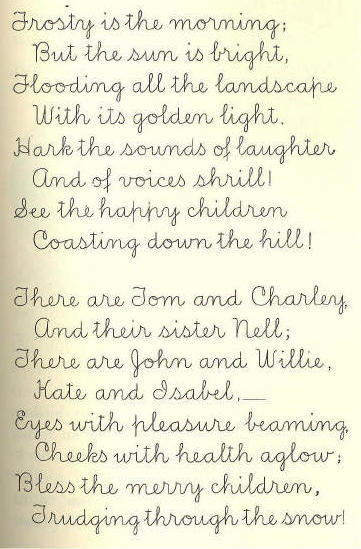 Frosty is the morning;
But the sun is bright,
Flooding all the landscape
With its golden light.
Hark the sounds of laughter
And of voices shrill!
See the happy children
Coasting down the hill!
There are Tom and Charley,
And their sister Nell;
There are John and Willie,
Kate and Isabel,—
Eyes with pleasure beaming,
Cheeks with health aglow;
Bless the merry children,
Trudging through the snow!